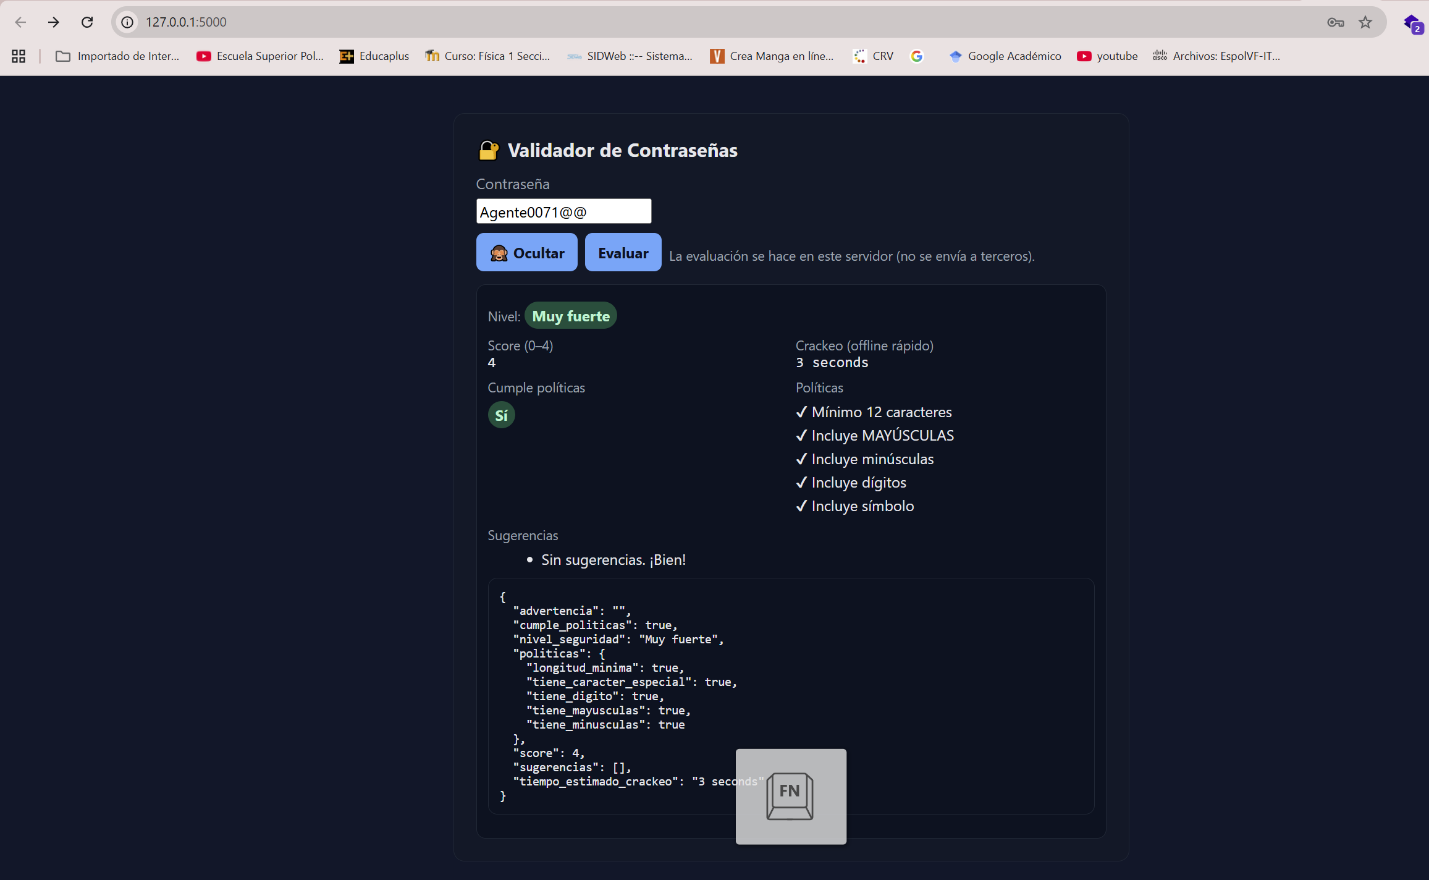 127.0.0.1:5000
2
Importado de Inter...
Escuela Superior Pol...
Educaplus
Curso: Física 1 Secci...
SIDWeb ::-- Sistema...
Crea Manga en líne...
CRV
Google Académico
youtube
Archivos: EspolVF-IT...
Validador de Contraseñas
Contraseña
Agente0071@@
Ocultar
Evaluar
La evaluación se hace en este servidor (no se envía a terceros).
Nivel: Muy fuerte
Score (0–4)
4
Crackeo (offline rápido)
3 seconds
Cumple políticas
Sí
Políticas
✓ Mínimo 12 caracteres
✓ Incluye MAYÚSCULAS
✓ Incluye minúsculas
✓ Incluye dígitos
✓ Incluye símbolo
Sugerencias
• Sin sugerencias. ¡Bien!
{
"advertencia": "",
"cumple_politicas": true,
"nivel_seguridad": "Muy fuerte",
"politicas": {
"longitud_minima": true,
"tiene_caracter_especial": true,
"tiene_digito": true,
"tiene_mayusculas": true,
"tiene_minusculas": true
},
"score": 4,
"sugerencias": [],
"tiempo_estimado_crackeo": "3 seconds"
}
FN